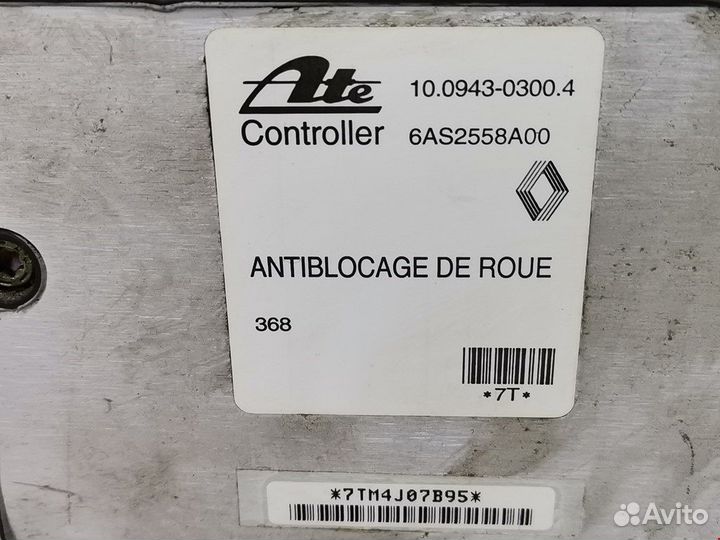 Ate 10.0943-0300.4
Controller 6AS2558A00
ANTIBLOCAGE DE ROUE
368
*7T*
*7TM4J07B95*
Avito